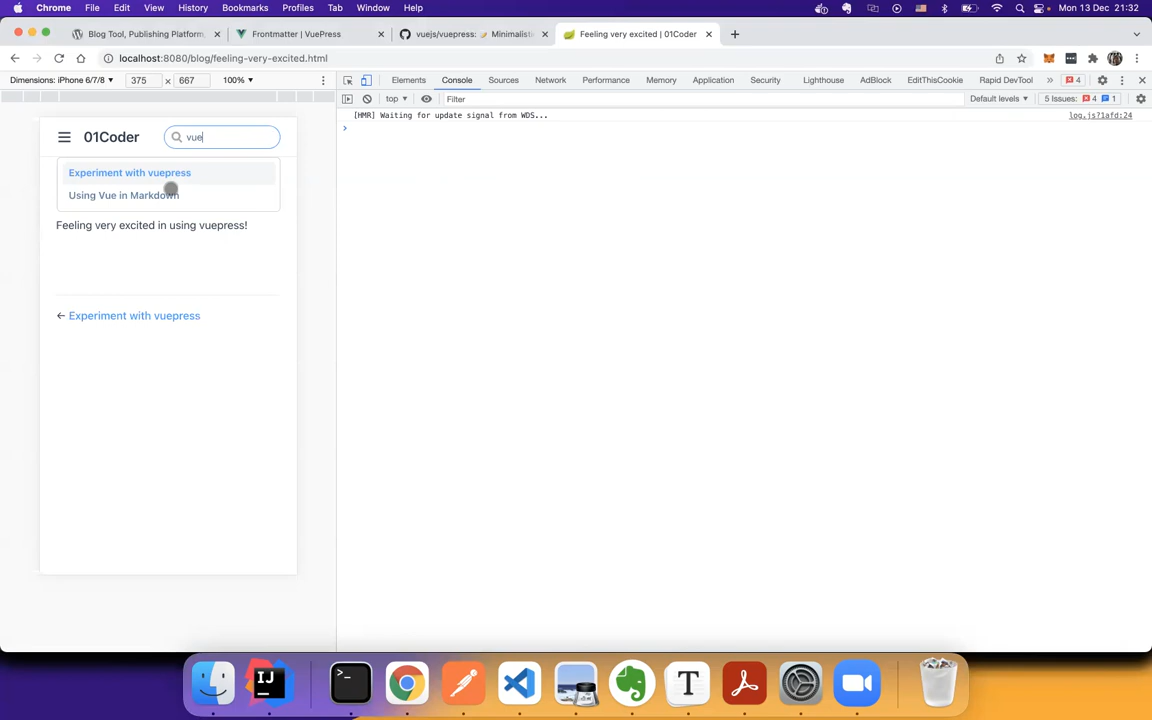 Chrome File Edit View History Bookmarks Profiles Tab Window Help Mon 13 Dec 21:32
Blog Tool, Publishing Platform, Frontmatter | VuePress vuejs/vuepress: Minimalisti Feeling very excited | 01Coder
localhost:8080/blog/feeling-very-excited.html
Dimensions: iPhone 6/7/8 375 × 667 100% Elements Console Sources Network Performance Memory Application Security Lighthouse AdBlock EditThisCookie Rapid DevTool » 4
top Filter Default levels 5 Issues: 4 1
[HMR] Waiting for update signal from WDS... log.js?1afd:24
01Coder vue
Experiment with vuepress
Using Vue in Markdown
Feeling very excited in using vuepress!
← Experiment with vuepress
>_ IJ T